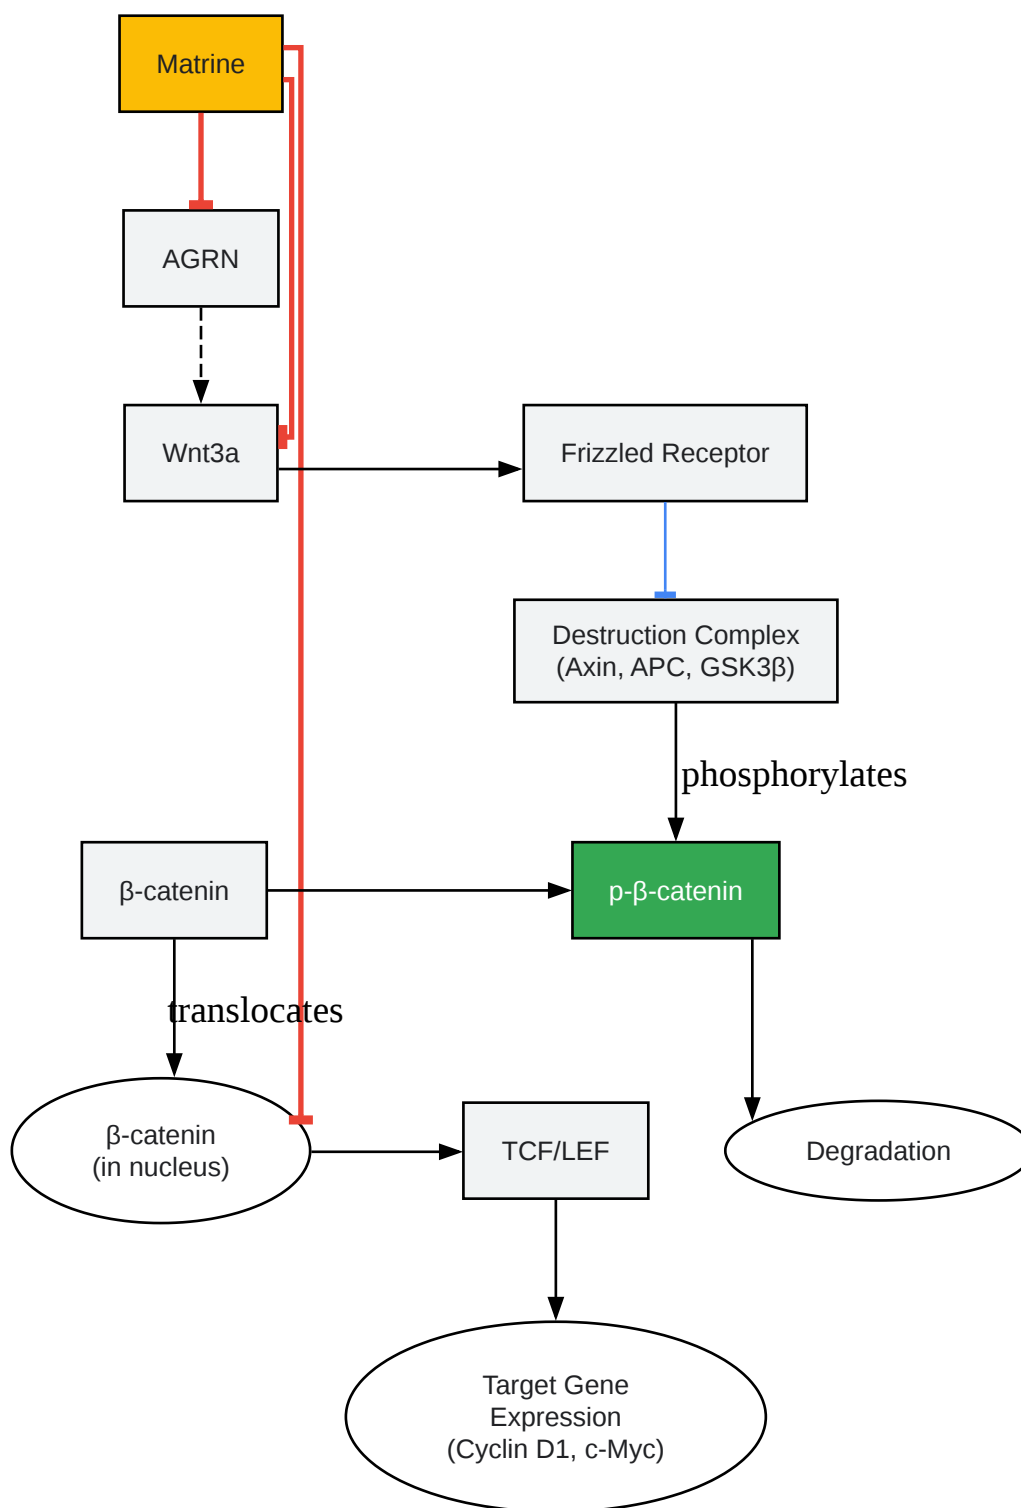 Matrine
AGRN
Wnt3a
Frizzled Receptor
Destruction Complex
(Axin, APC, GSK3β)
phosphorylates
β-catenin
p-β-catenin
translocates
β-catenin
(in nucleus)
TCF/LEF
Degradation
Target Gene
Expression
(Cyclin D1, c-Myc)